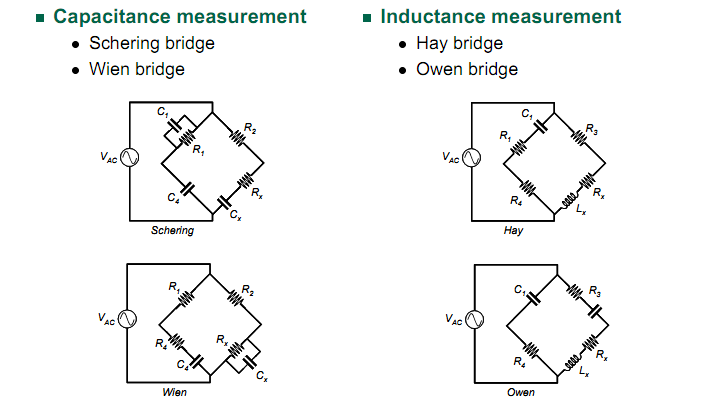 ▪ Capacitance measurement
• Schering bridge
• Wien bridge
▪ Inductance measurement
• Hay bridge
• Owen bridge
C₁
R₂
R₁
VAC
C₄
Rₓ
Cₓ
Schering
C₁
R₃
R₁
VAC
R₄
Rₓ
Lₓ
Hay
R₁
R₂
VAC
R₄
Rₓ
C₄
Cₓ
Wien
C₁
R₃
VAC
R₄
Rₓ
Lₓ
Owen